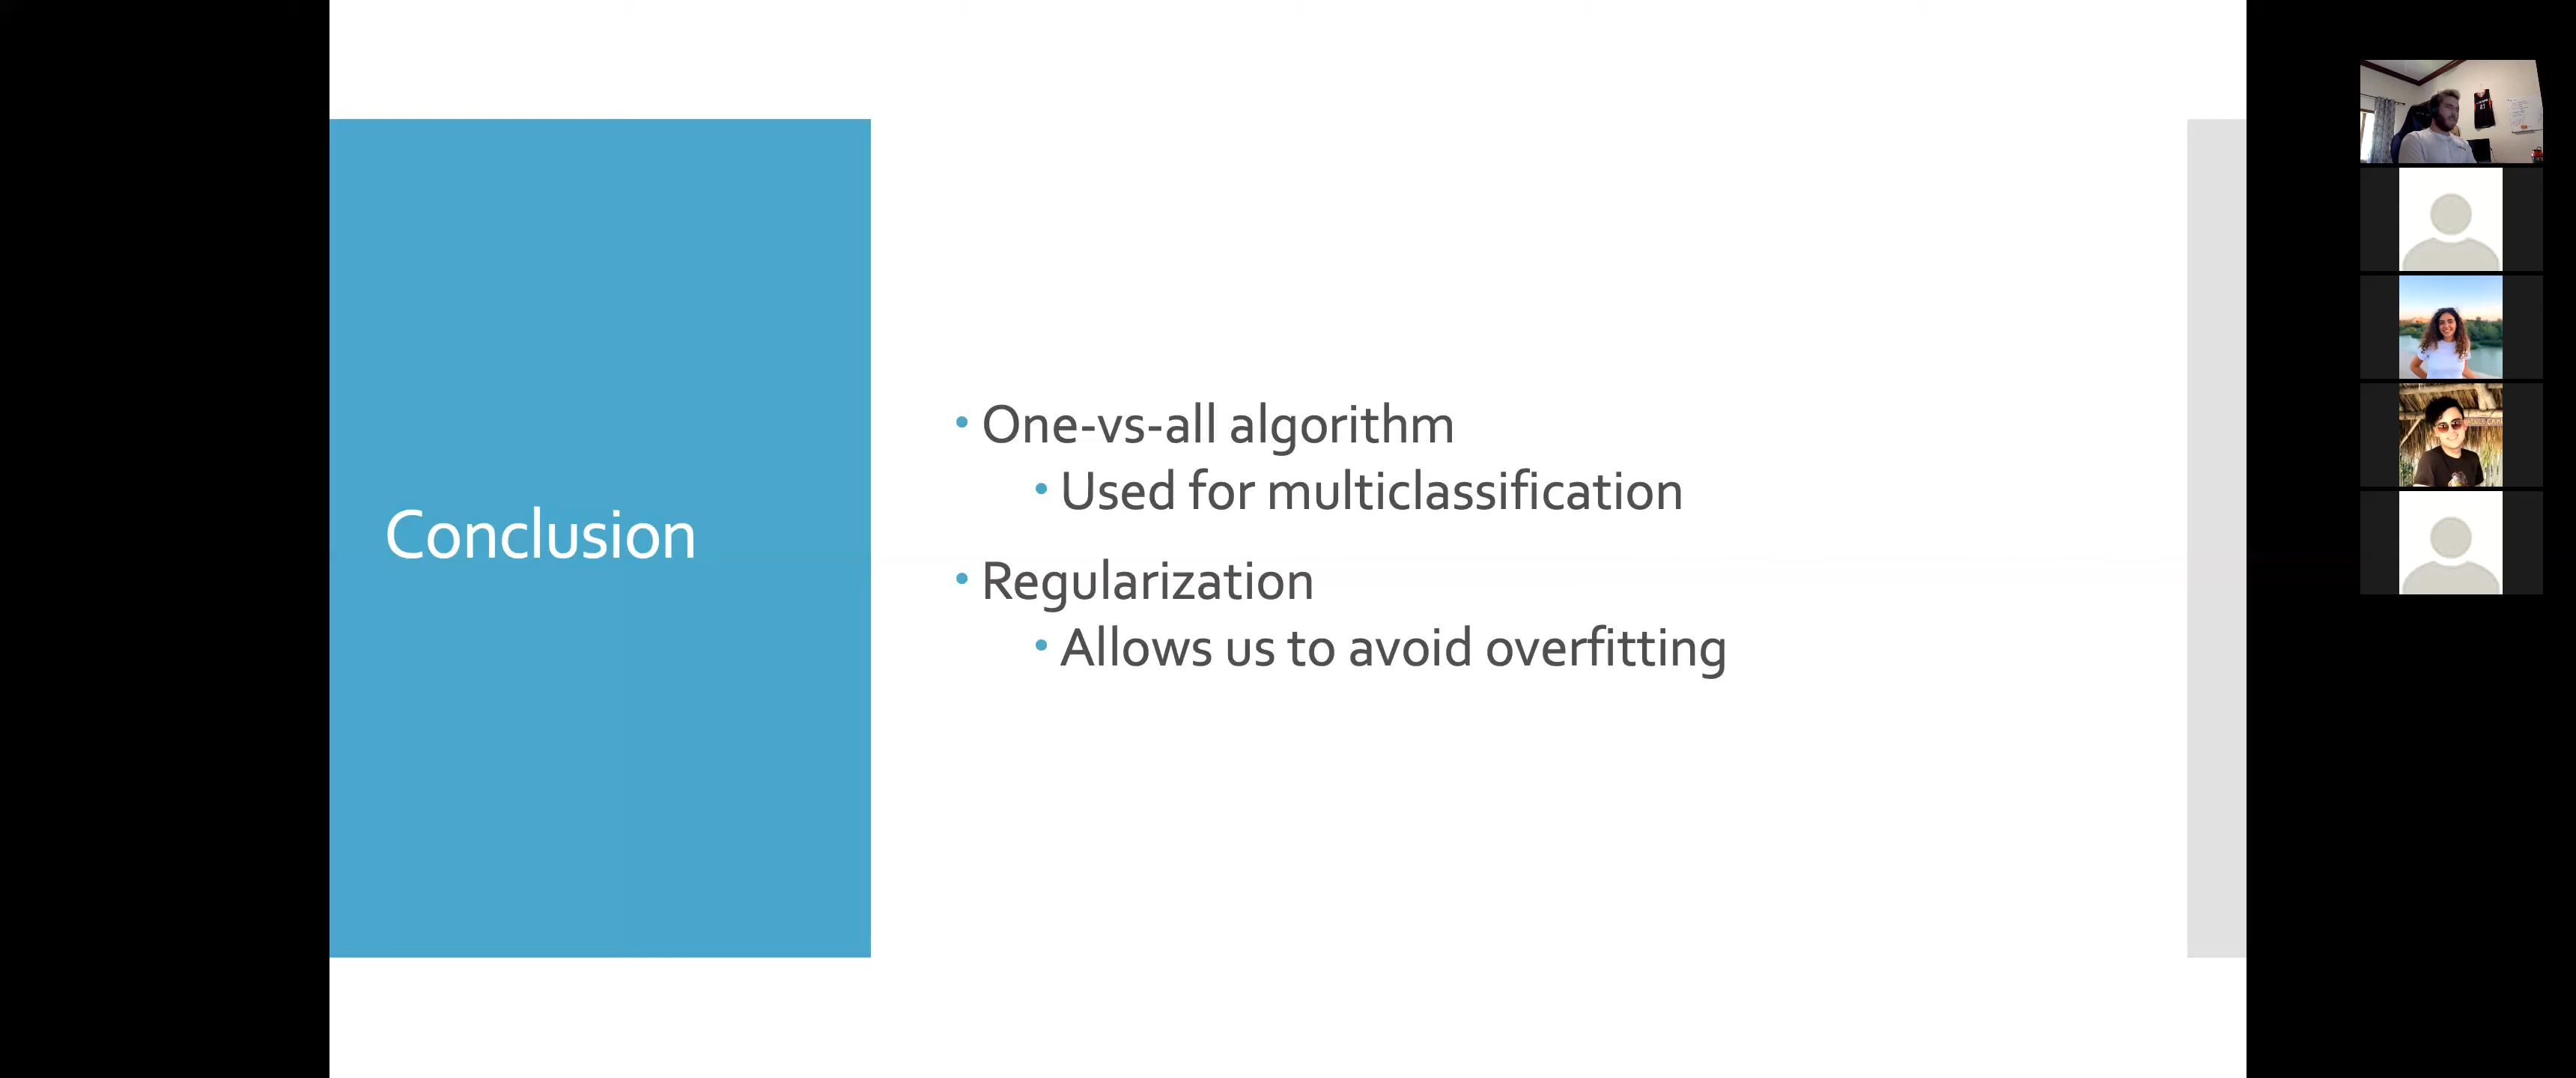 Conclusion
• One-vs-all algorithm
• Used for multiclassification
• Regularization
• Allows us to avoid overfitting